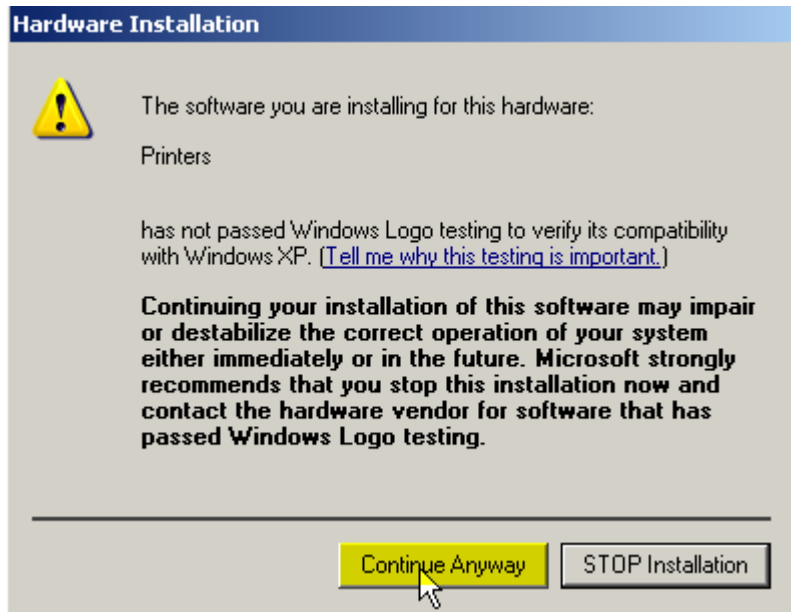 Hardware Installation
The software you are installing for this hardware:
Printers
has not passed Windows Logo testing to verify its compatibility
with Windows XP. (Tell me why this testing is important.)
Continuing your installation of this software may impair
or destabilize the correct operation of your system
either immediately or in the future. Microsoft strongly
recommends that you stop this installation now and
contact the hardware vendor for software that has
passed Windows Logo testing.
Continue Anyway
STOP Installation